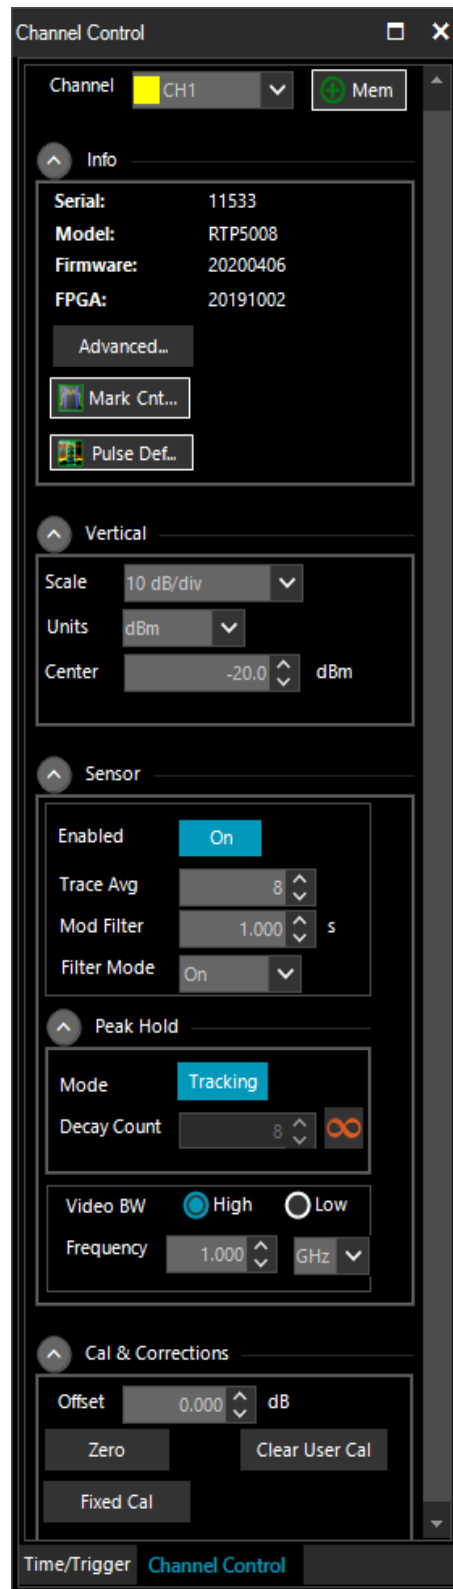 Channel Control
Channel CH1 Mem
Info
Serial: 11533
Model: RTP5008
Firmware: 20200406
FPGA: 20191002
Advanced...
Mark Cnt...
Pulse Def...
Vertical
Scale 10 dB/div
Units dBm
Center -20.0 dBm
Sensor
Enabled On
Trace Avg 8
Mod Filter 1.000 s
Filter Mode On
Peak Hold
Mode Tracking
Decay Count 8 ∞
Video BW High Low
Frequency 1.000 GHz
Cal & Corrections
Offset 0.000 dB
Zero Clear User Cal
Fixed Cal
Time/Trigger Channel Control